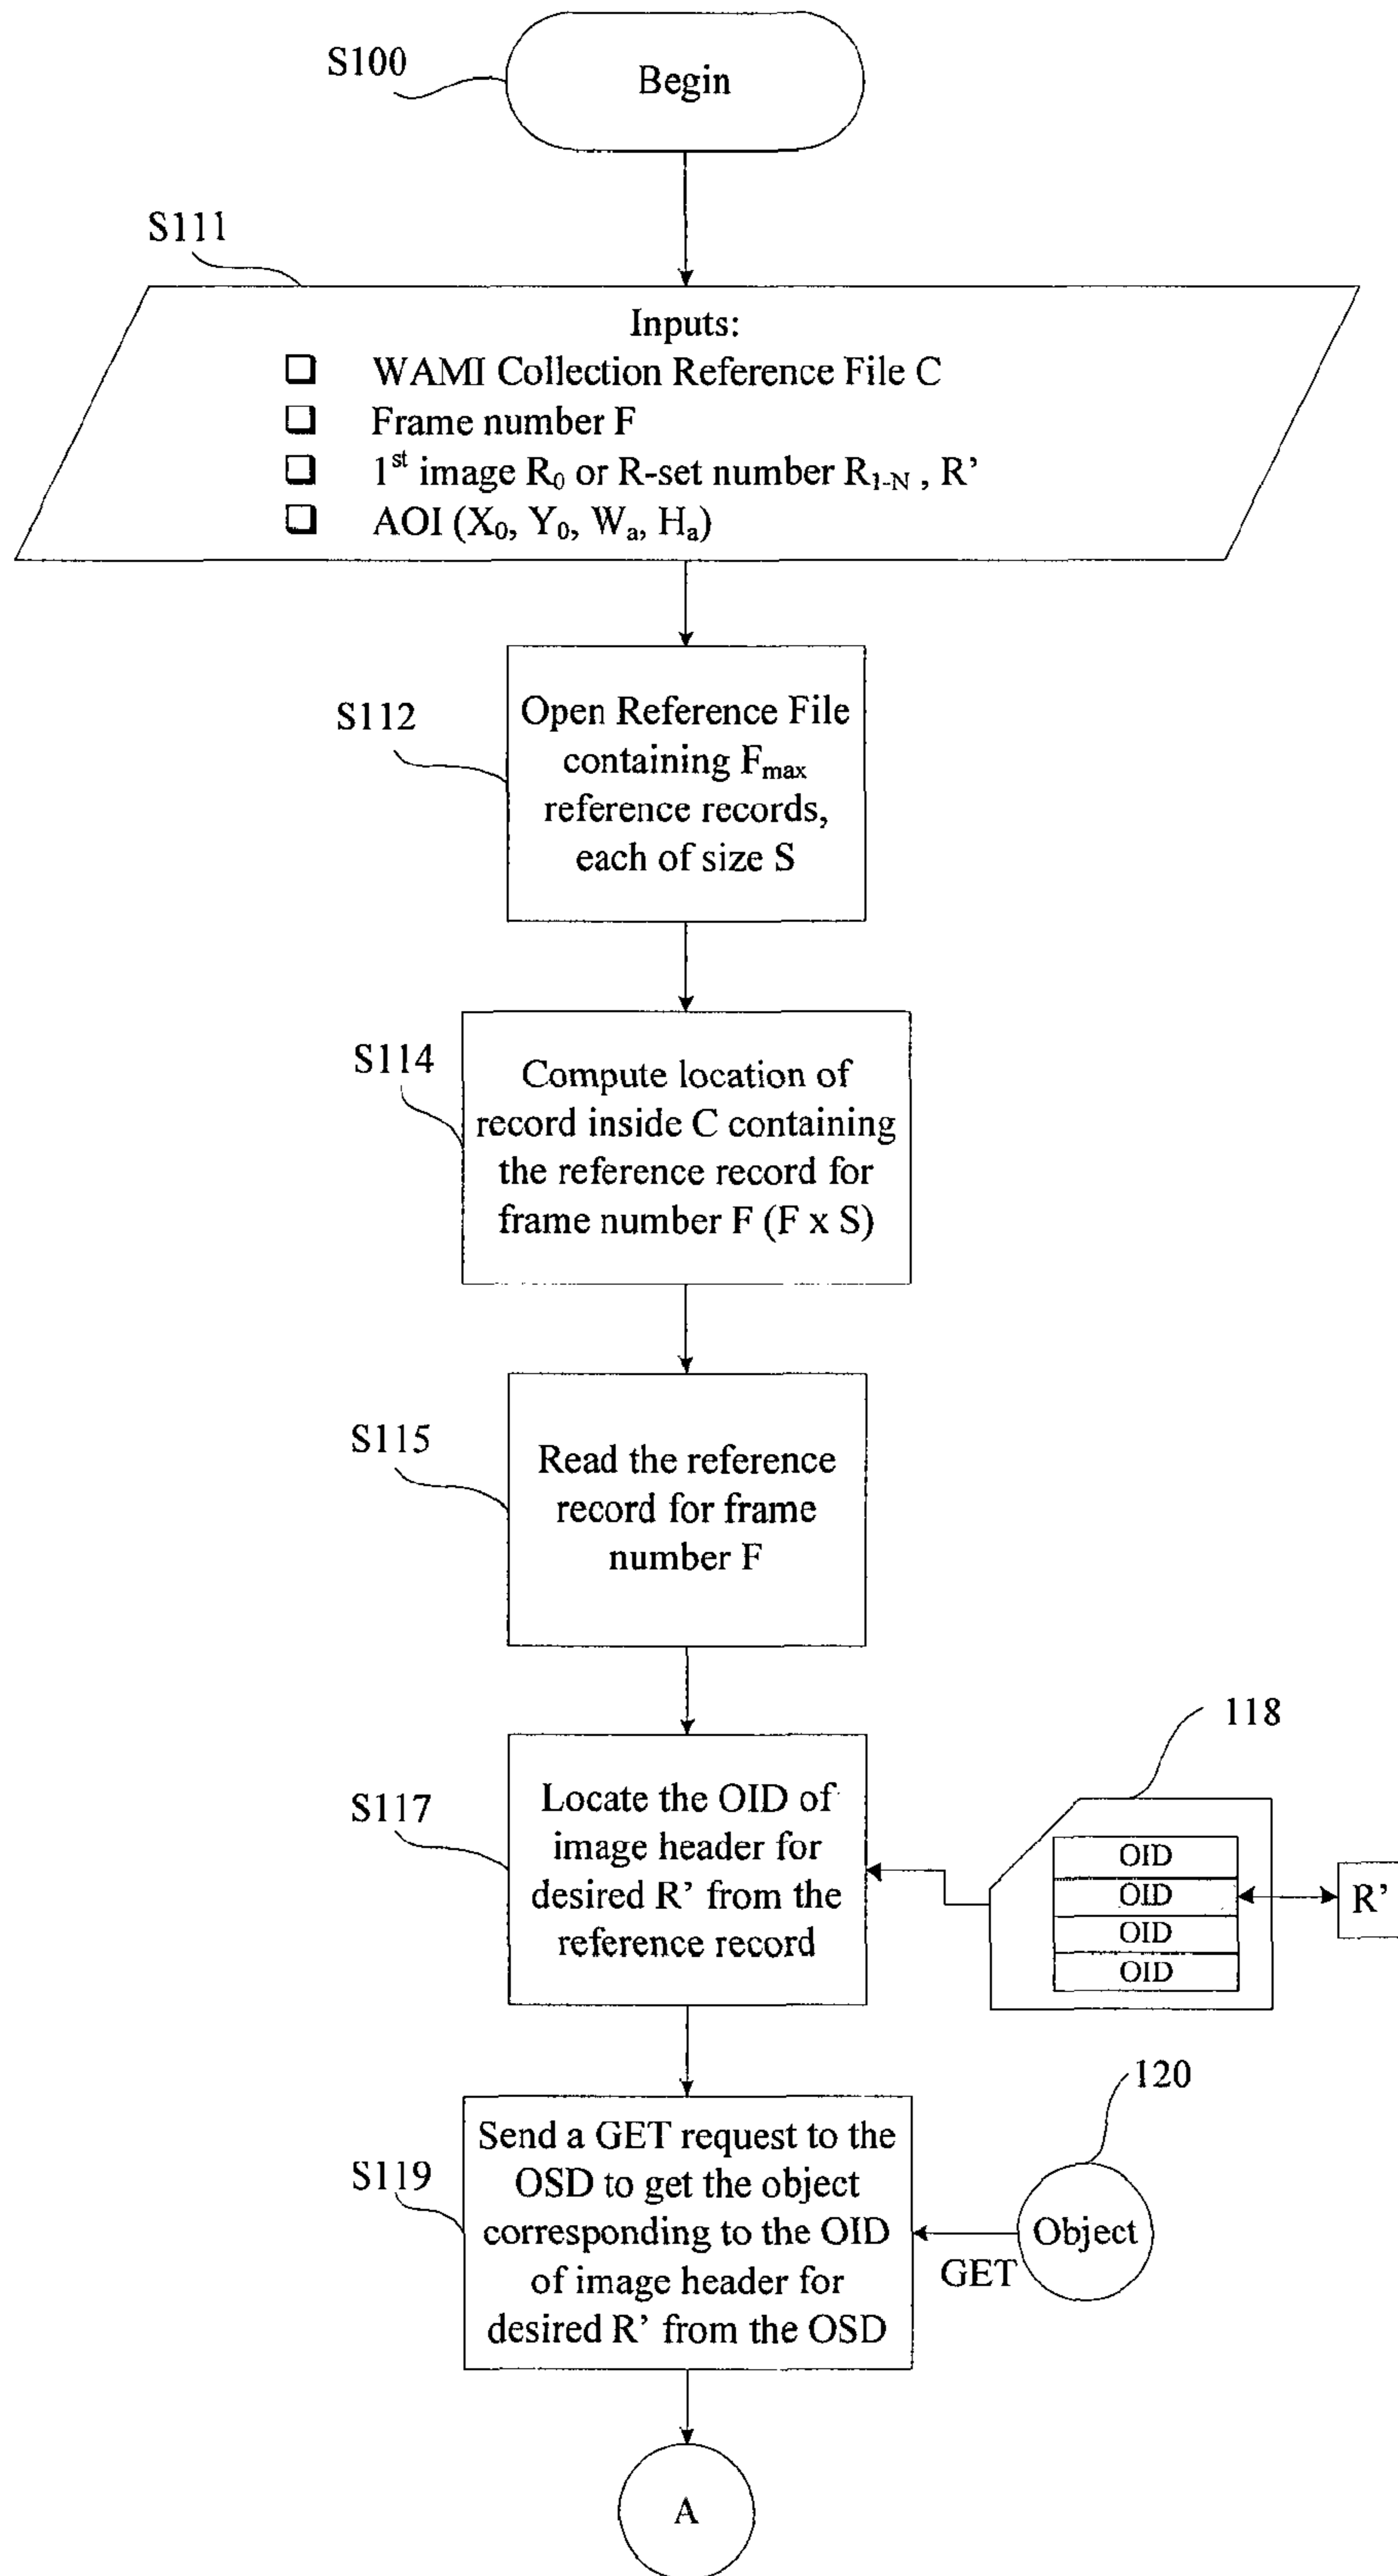 S100
Begin
S111
Inputs:
❑ WAMI Collection Reference File C
❑ Frame number F
❑ 1st image R0 or R-set number R1-N , R’
❑ AOI (X0, Y0, Wa, Ha)
S112
Open Reference File
containing Fmax
reference records,
each of size S
S114
Compute location of
record inside C containing
the reference record for
frame number F (F x S)
S115
Read the reference
record for frame
number F
S117
Locate the OID of
image header for
desired R’ from the
reference record
118
OID
OID
OID
OID
R’
S119
Send a GET request to the
OSD to get the object
corresponding to the OID
of image header for
desired R’ from the OSD
120
Object
GET
A